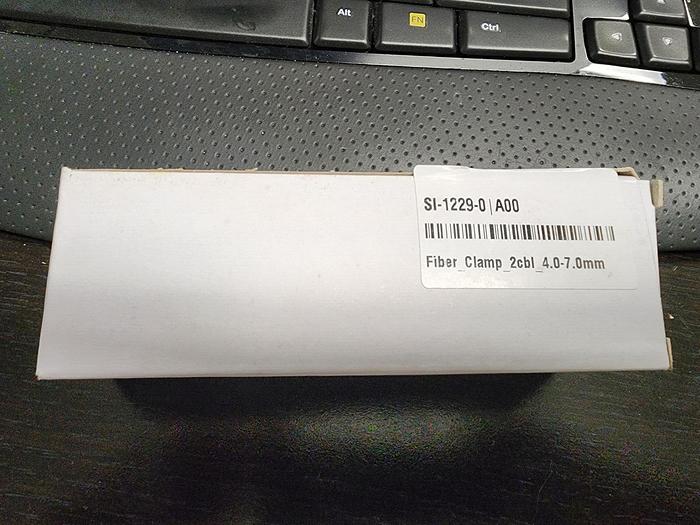 Alt
FN
Ctrl
SI-1229-0 | A00
Fiber_Clamp_2cbl_4.0-7.0mm